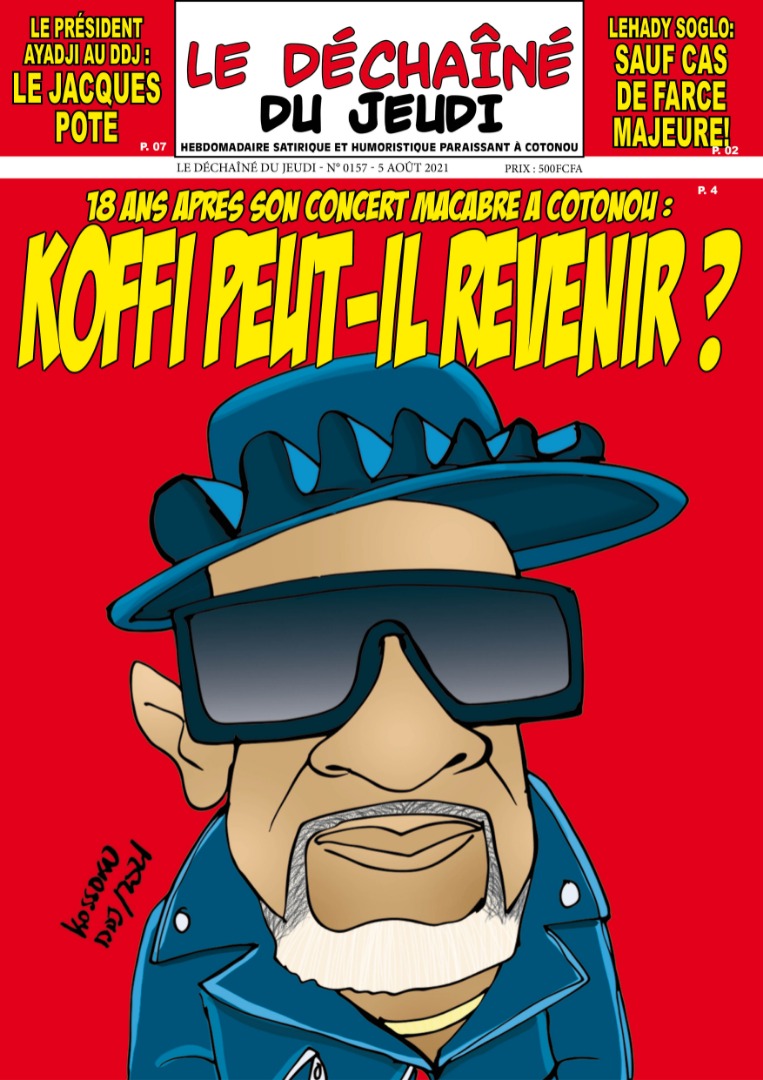 LE PRÉSIDENT
AYADJI AU DDJ :
LE JACQUES
POTE
P. 07
LE DÉCHAÎNÉ
DU JEUDI
HEBDOMADAIRE SATIRIQUE ET HUMORISTIQUE PARAISSANT À COTONOU
LEHADY SOGLO:
SAUF CAS
DE FARCE
MAJEURE!
P. 02
LE DÉCHAÎNÉ DU JEUDI - N° 0157 - 5 AOÛT 2021
PRIX : 500FCFA
P. 4
18 ANS APRES SON CONCERT MACABRE A COTONOU :
KOFFI PEUT-IL REVENIR ?
DDJ/2021